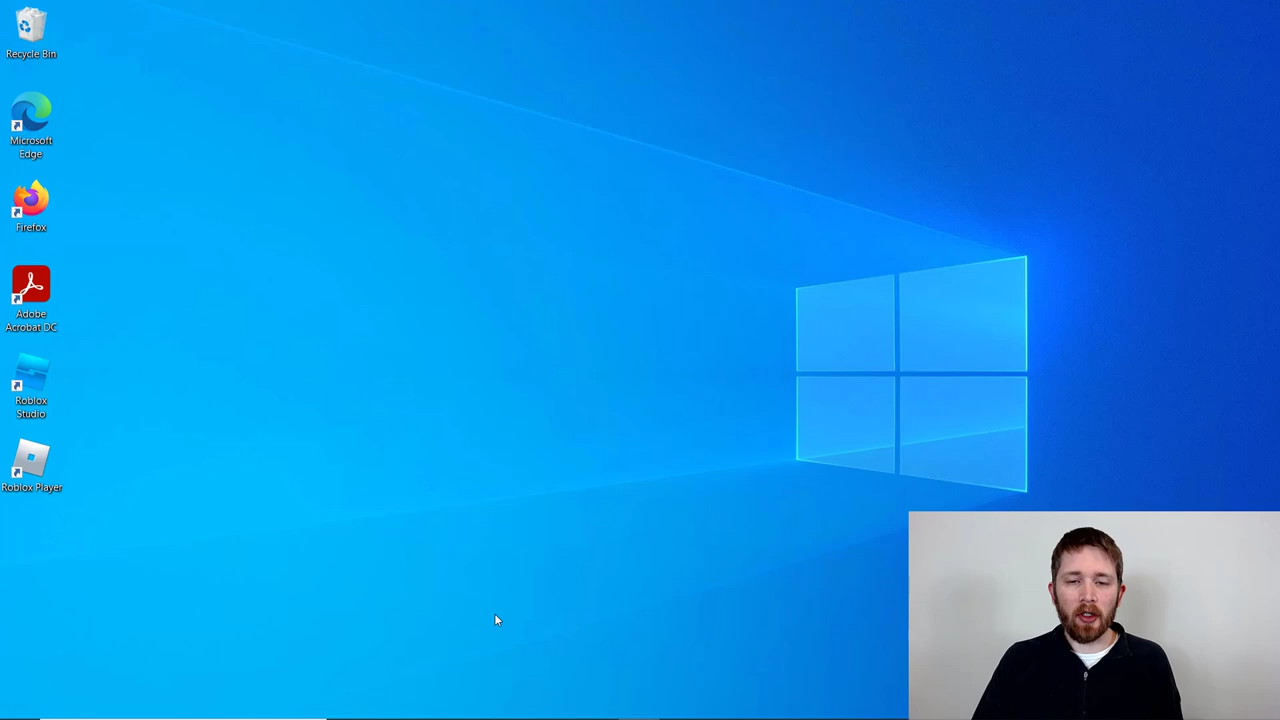 Recycle Bin
Microsoft
Edge
Firefox
Adobe
Acrobat DC
Roblox
Studio
Roblox Player